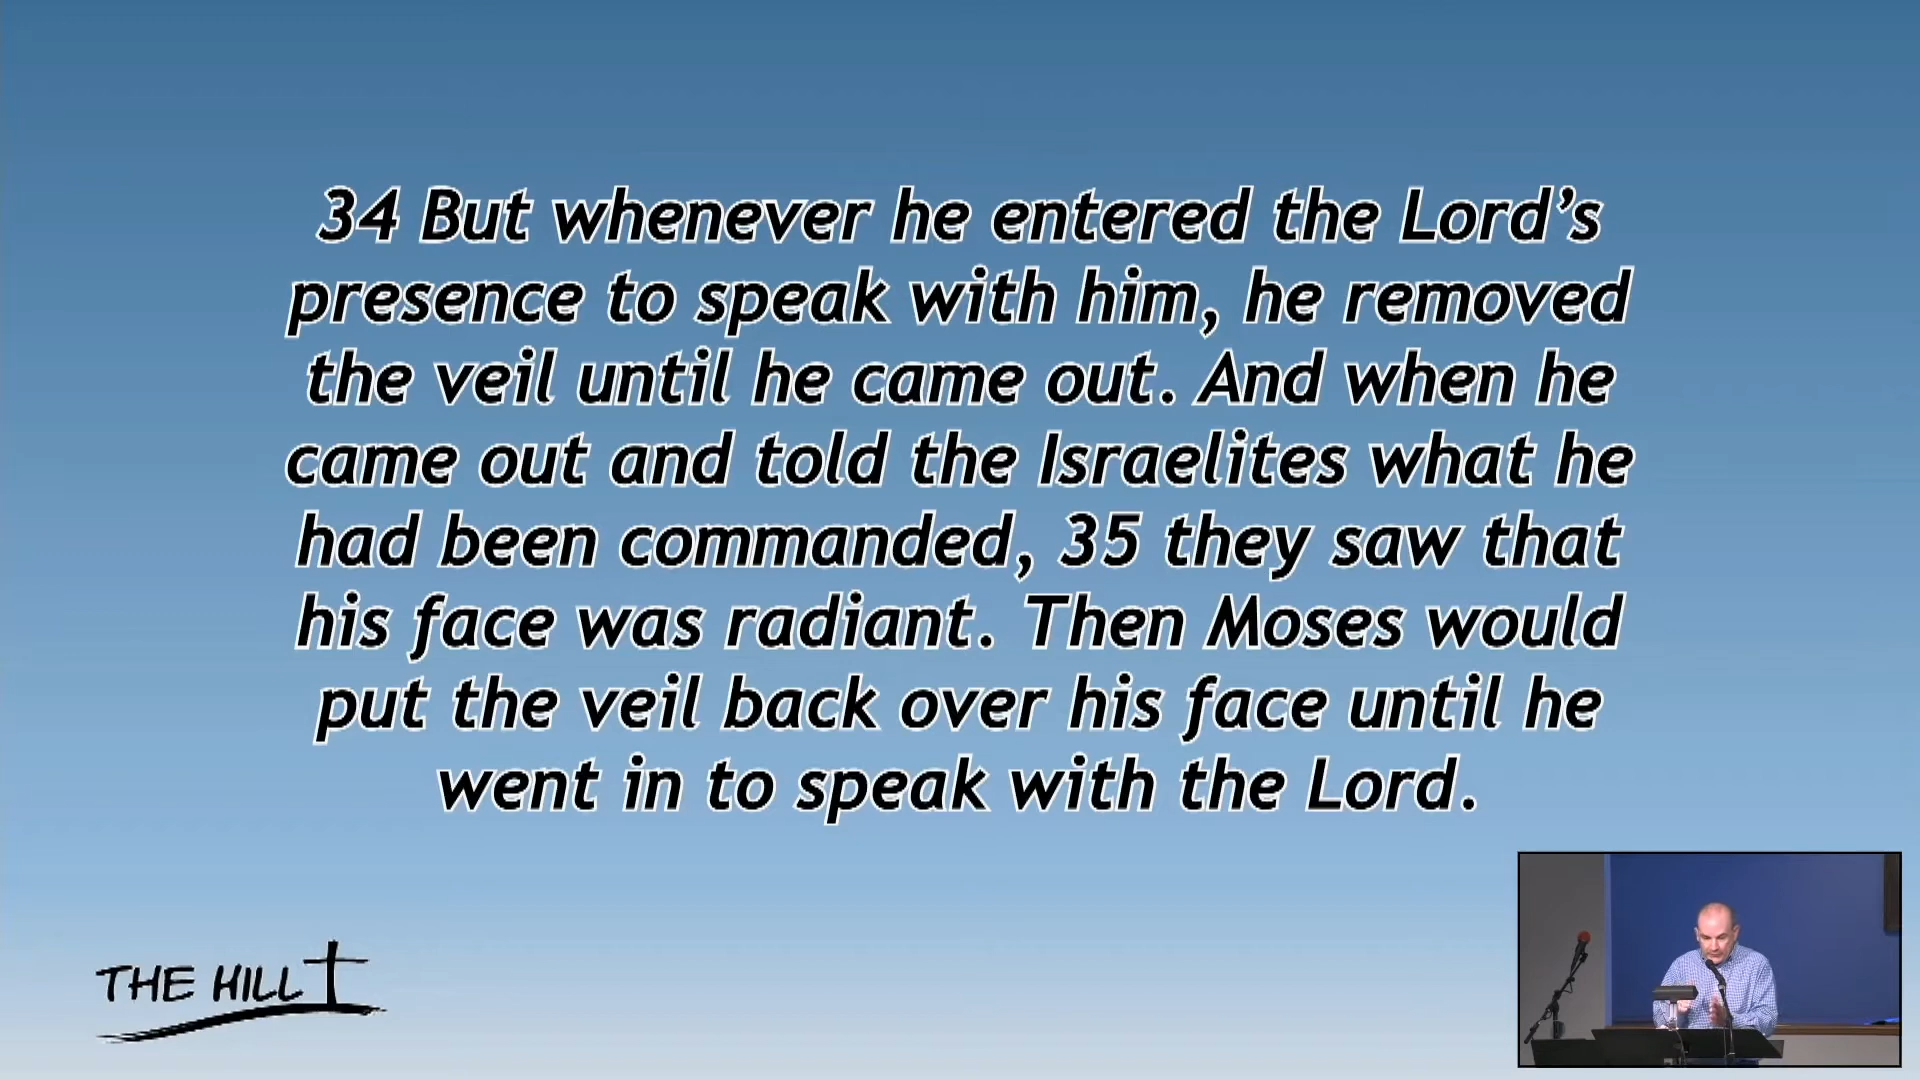 34 But whenever he entered the Lord’s
presence to speak with him, he removed
the veil until he came out. And when he
came out and told the Israelites what he
had been commanded, 35 they saw that
his face was radiant. Then Moses would
put the veil back over his face until he
went in to speak with the Lord.
THE HILL